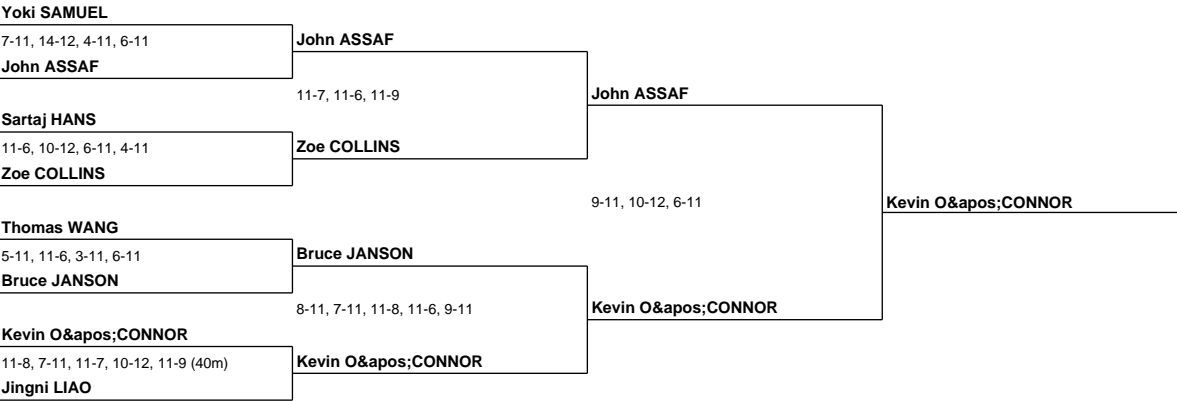 Yoki SAMUEL
7-11, 14-12, 4-11, 6-11
John ASSAF
John ASSAF
11-7, 11-6, 11-9
John ASSAF
Sartaj HANS
11-6, 10-12, 6-11, 4-11
Zoe COLLINS
Zoe COLLINS
9-11, 10-12, 6-11
Kevin O&apos;CONNOR
Thomas WANG
5-11, 11-6, 3-11, 6-11
Bruce JANSON
Bruce JANSON
8-11, 7-11, 11-8, 11-6, 9-11
Kevin O&apos;CONNOR
Kevin O&apos;CONNOR
11-8, 7-11, 11-7, 10-12, 11-9 (40m)
Jingni LIAO
Kevin O&apos;CONNOR